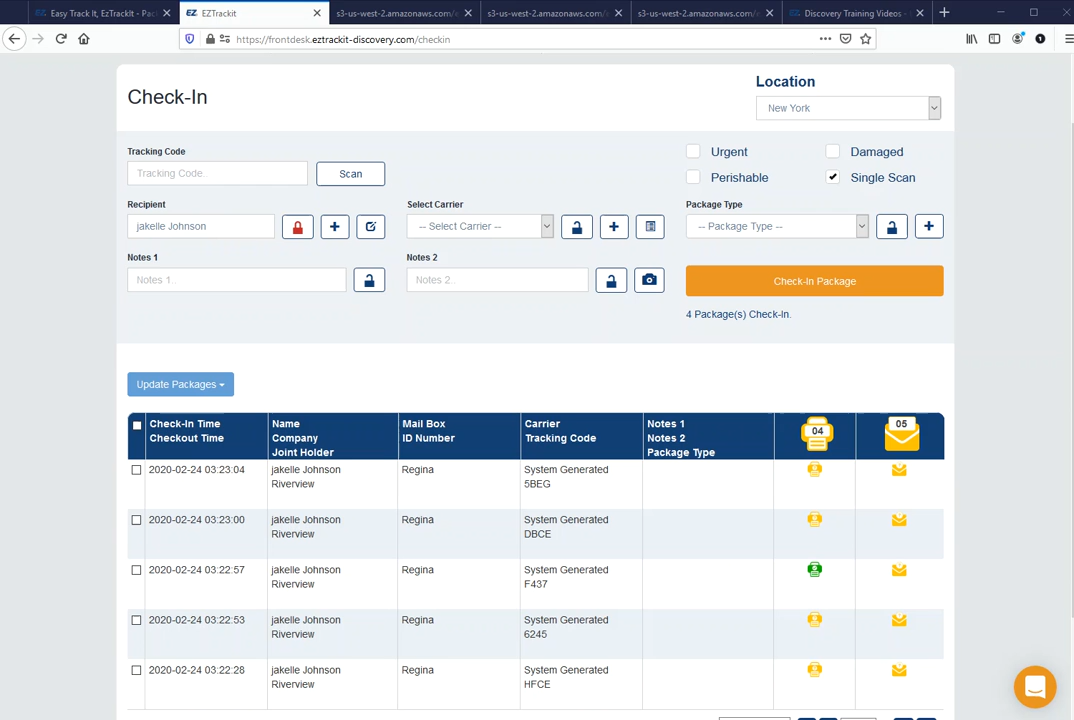 Easy Track It, EzTrackIt - Pac
EZTrackit
s3-us-west-2.amazonaws.com/
s3-us-west-2.amazonaws.com/e
s3-us-west-2.amazonaws.com/e
Discovery Training Videos -
https://frontdesk.eztrackit-discovery.com/checkin
Check-In
Location
New York
Tracking Code
Tracking Code..
Scan
Urgent
Damaged
Perishable
Single Scan
Recipient
Select Carrier
Package Type
jakelle Johnson
-- Select Carrier --
-- Package Type --
Notes 1
Notes 2
Notes 1..
Notes 2..
Check-In Package
4 Package(s) Check-In.
Update Packages
Check-In Time
Checkout Time
Name
Company
Joint Holder
Mail Box
ID Number
Carrier
Tracking Code
Notes 1
Notes 2
Package Type
04
05
2020-02-24 03:23:04
jakelle Johnson
Riverview
Regina
System Generated
5BEG
2020-02-24 03:23:00
jakelle Johnson
Riverview
Regina
System Generated
DBCE
2020-02-24 03:22:57
jakelle Johnson
Riverview
Regina
System Generated
F437
2020-02-24 03:22:53
jakelle Johnson
Riverview
Regina
System Generated
6245
2020-02-24 03:22:28
jakelle Johnson
Riverview
Regina
System Generated
HFCE